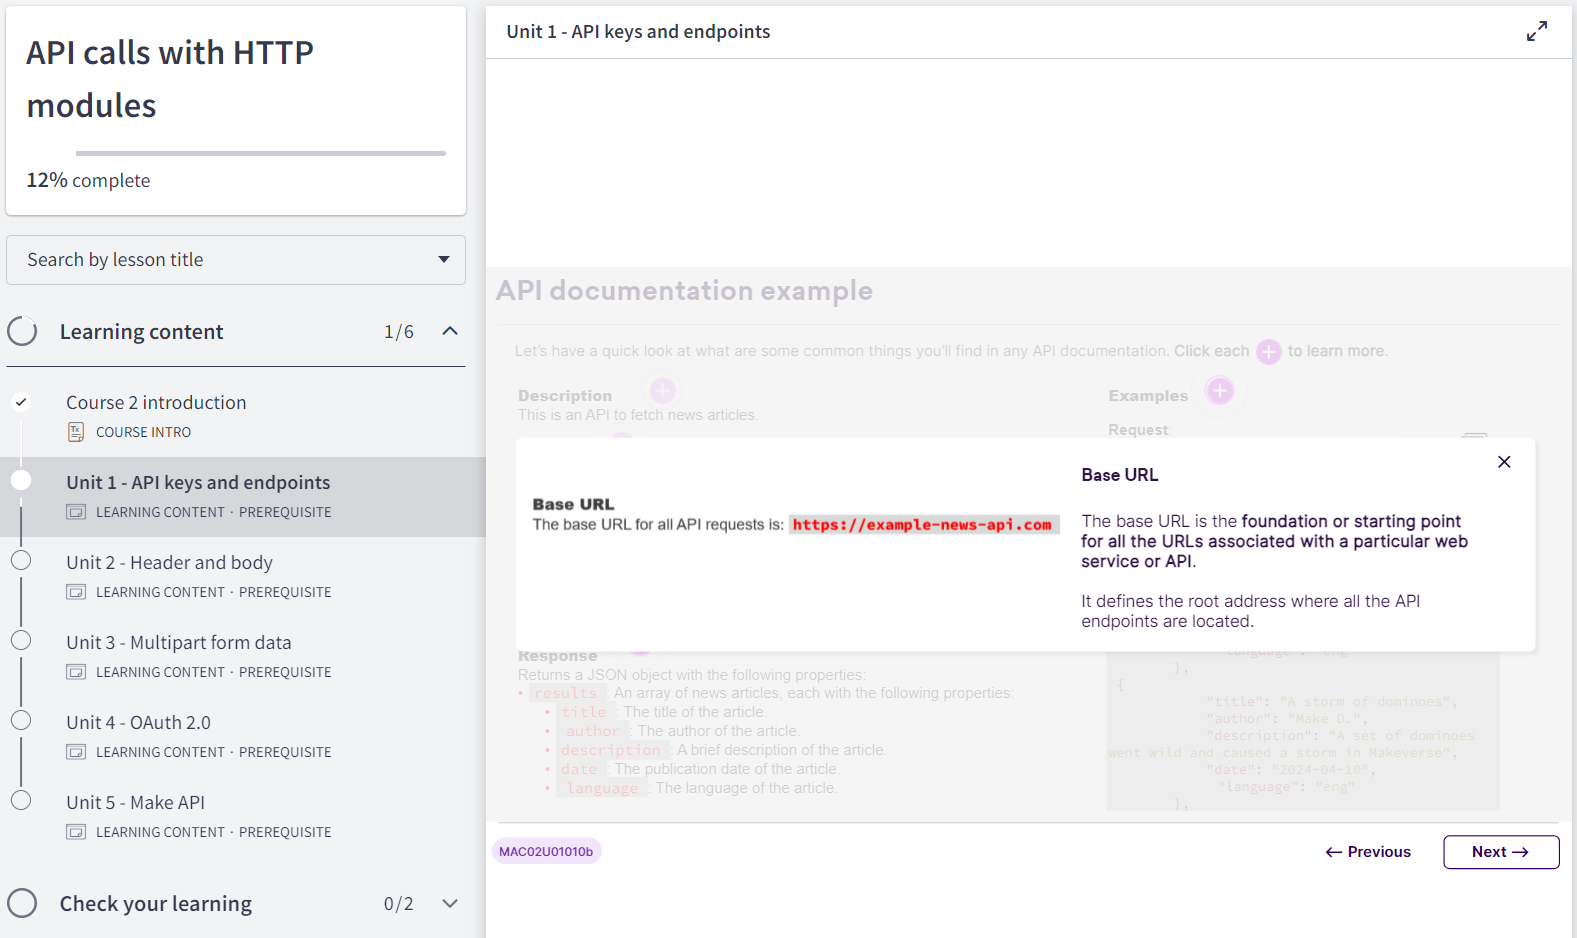 API calls with HTTP
modules
12% complete
Search by lesson title
Learning content 1/6
Course 2 introduction
COURSE INTRO
Unit 1 - API keys and endpoints
LEARNING CONTENT · PREREQUISITE
Unit 2 - Header and body
LEARNING CONTENT · PREREQUISITE
Unit 3 - Multipart form data
LEARNING CONTENT · PREREQUISITE
Unit 4 - OAuth 2.0
LEARNING CONTENT · PREREQUISITE
Unit 5 - Make API
LEARNING CONTENT · PREREQUISITE
Check your learning 0/2
Unit 1 - API keys and endpoints
API documentation example
Let's have a quick look at what are some common things you'll find in any API documentation. Click each + to learn more.
Description
This is an API to fetch news articles.
Examples
Request:
Base URL
The base URL for all API requests is: https://example-news-api.com
Base URL
The base URL is the foundation or starting point
for all the URLs associated with a particular web
service or API.
It defines the root address where all the API
endpoints are located.
Response
Returns a JSON object with the following properties:
• results : An array of news articles, each with the following properties:
• title : The title of the article.
• author : The author of the article.
• description : A brief description of the article.
• date : The publication date of the article.
• language : The language of the article.
"language": "eng"
},
{
"title": "A storm of dominoes",
"author": "Make D.",
"description": "A set of dominoes
went wild and caused a storm in Makeverse",
"date": "2024-04-10",
"language": "eng"
},
MAC02U01010b
← Previous
Next →